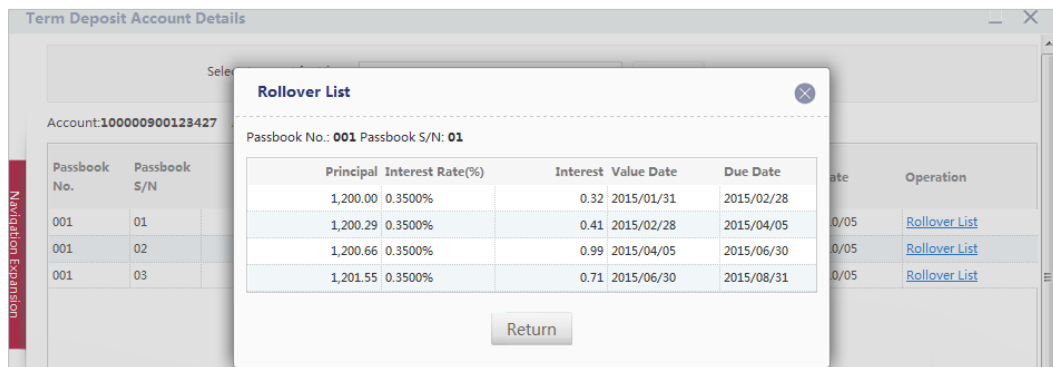 Term Deposit Account Details
Rollover List
Account:100000900123427
Passbook No.: 001 Passbook S/N: 01
Passbook No. Passbook S/N Operation
Principal Interest Rate(%) Interest Value Date Due Date
1,200.00 0.3500% 0.32 2015/01/31 2015/02/28
1,200.29 0.3500% 0.41 2015/02/28 2015/04/05
1,200.66 0.3500% 0.99 2015/04/05 2015/06/30
1,201.55 0.3500% 0.71 2015/06/30 2015/08/31
001 01 0/05 Rollover List
001 02 0/05 Rollover List
001 03 0/05 Rollover List
Return
Navigation Expansion